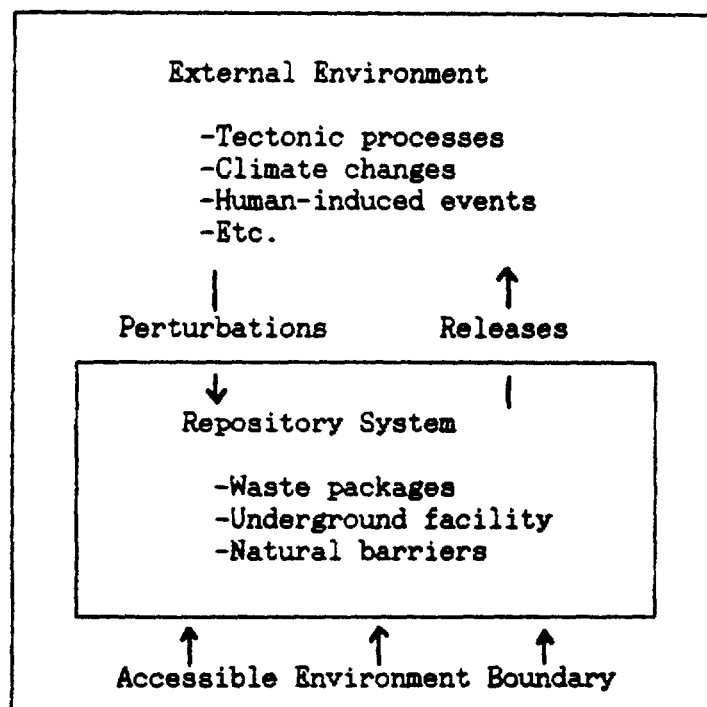 External Environment
-Tectonic processes
-Climate changes
-Human-induced events
-Etc.
Perturbations Releases
Repository System
-Waste packages
-Underground facility
-Natural barriers
Accessible Environment Boundary